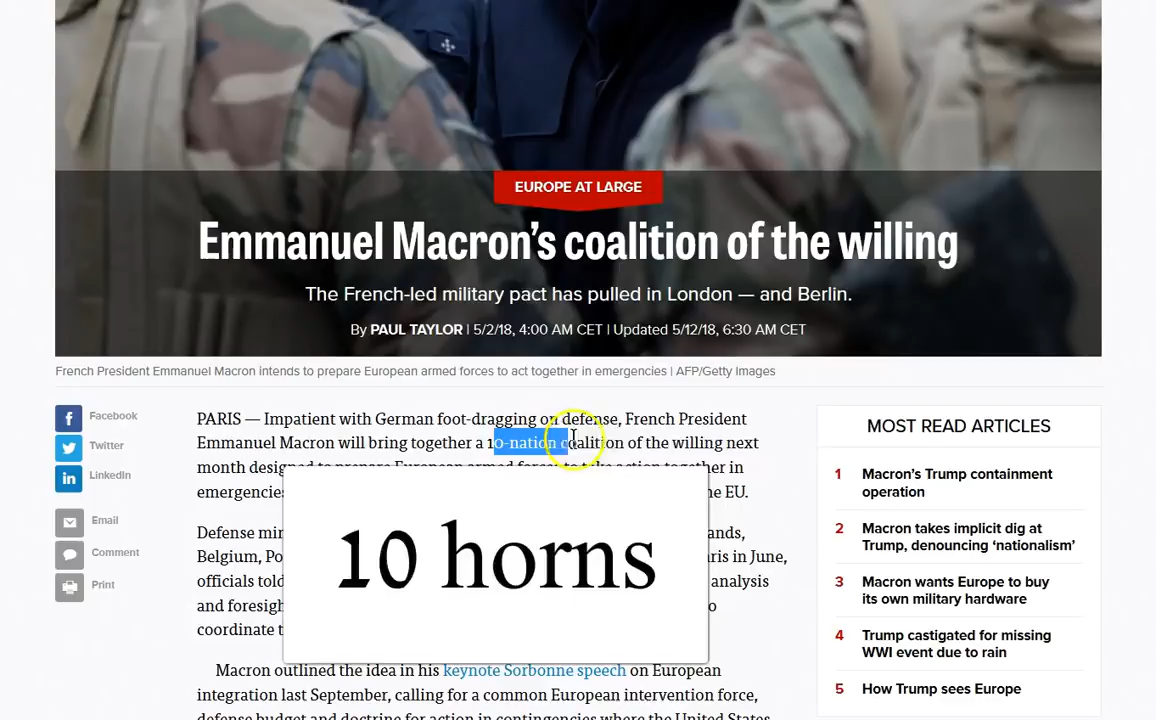 EUROPE AT LARGE
Emmanuel Macron’s coalition of the willing
The French-led military pact has pulled in London — and Berlin.
By PAUL TAYLOR | 5/2/18, 4:00 AM CET | Updated 5/12/18, 6:30 AM CET
French President Emmanuel Macron intends to prepare European armed forces to act together in emergencies | AFP/Getty Images
Facebook
Twitter
LinkedIn
Email
Comment
Print
PARIS — Impatient with German foot-dragging on defense, French President
Emmanuel Macron will bring together a 10-nation coalition of the willing next
month designed to prepare European armed forces to take action together in
emergencies
ne EU.
Defense
ands,
Belgium,
aris in June,
officials told
analysis
and
o
coordinate
10 horns
Macron outlined the idea in his keynote Sorbonne speech on European
integration last September, calling for a common European intervention force,
defense budget and doctrine for action in contingencies where the United States
MOST READ ARTICLES
1 Macron’s Trump containment
operation
2 Macron takes implicit dig at
Trump, denouncing ‘nationalism’
3 Macron wants Europe to buy
its own military hardware
4 Trump castigated for missing
WWI event due to rain
5 How Trump sees Europe